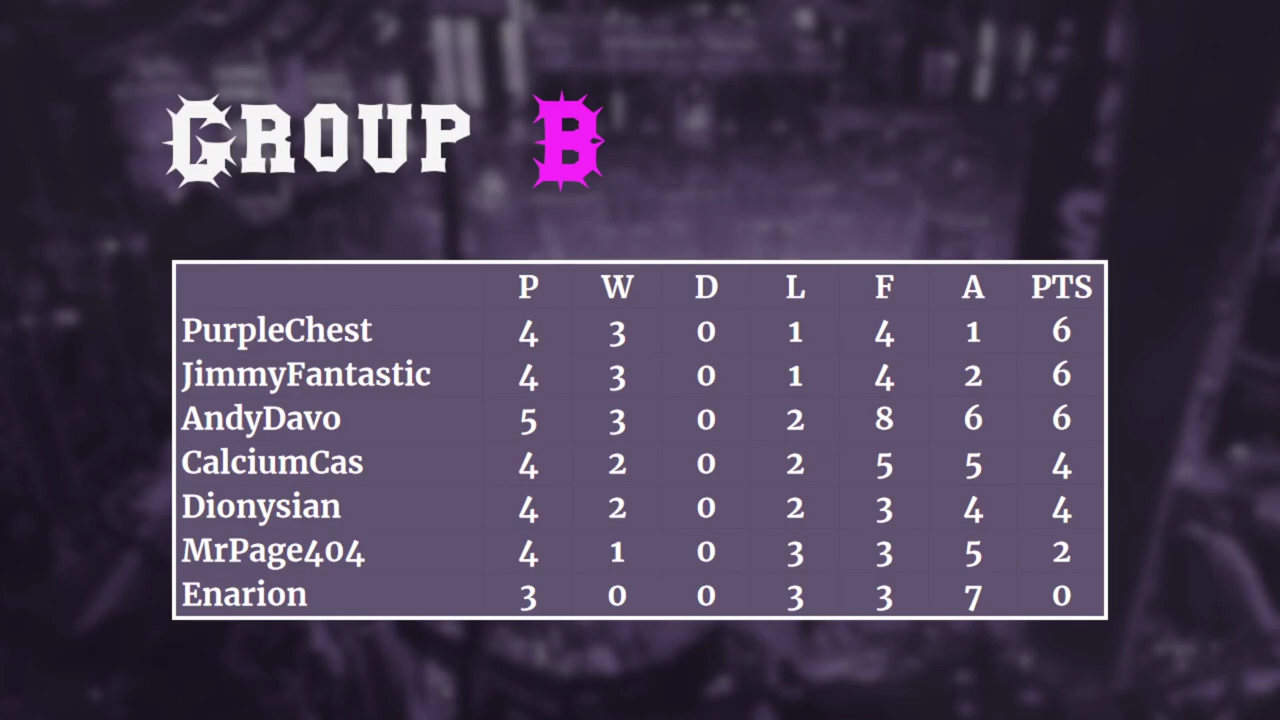 Group B
P W D L F A PTS
PurpleChest 4 3 0 1 4 1 6
JimmyFantastic 4 3 0 1 4 2 6
AndyDavo 5 3 0 2 8 6 6
CalciumCas 4 2 0 2 5 5 4
Dionysian 4 2 0 2 3 4 4
MrPage404 4 1 0 3 3 5 2
Enarion 3 0 0 3 3 7 0